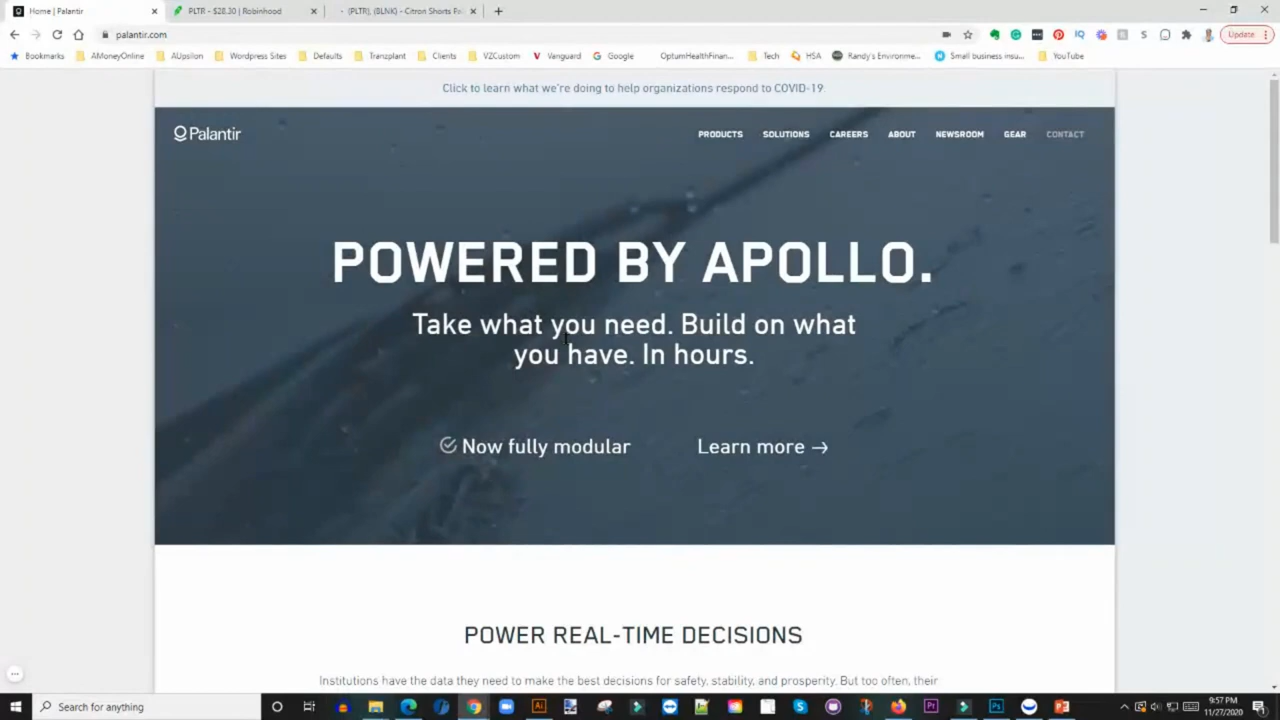 Home | Palantir
PLTR - $28.30 | Robinhood
(PLTR), (BLNK) - Citron Shorts Pa
palantir.com
Update
Bookmarks AMoneyOnline AUpsilon Wordpress Sites Defaults Transplant Clients VZCustom Vanguard Google OptumHealthFinan... Tech HSA Randy's Environme... Small business insu... YouTube
Click to learn what we're doing to help organizations respond to COVID-19
Palantir
PRODUCTS SOLUTIONS CAREERS ABOUT NEWSROOM GEAR CONTACT
POWERED BY APOLLO.
Take what you need. Build on what
you have. In hours.
Now fully modular
Learn more →
POWER REAL-TIME DECISIONS
Institutions have the data they need to make the best decisions for safety, stability, and prosperity. But too often, their
Search for anything
9:57 PM
11/27/2020